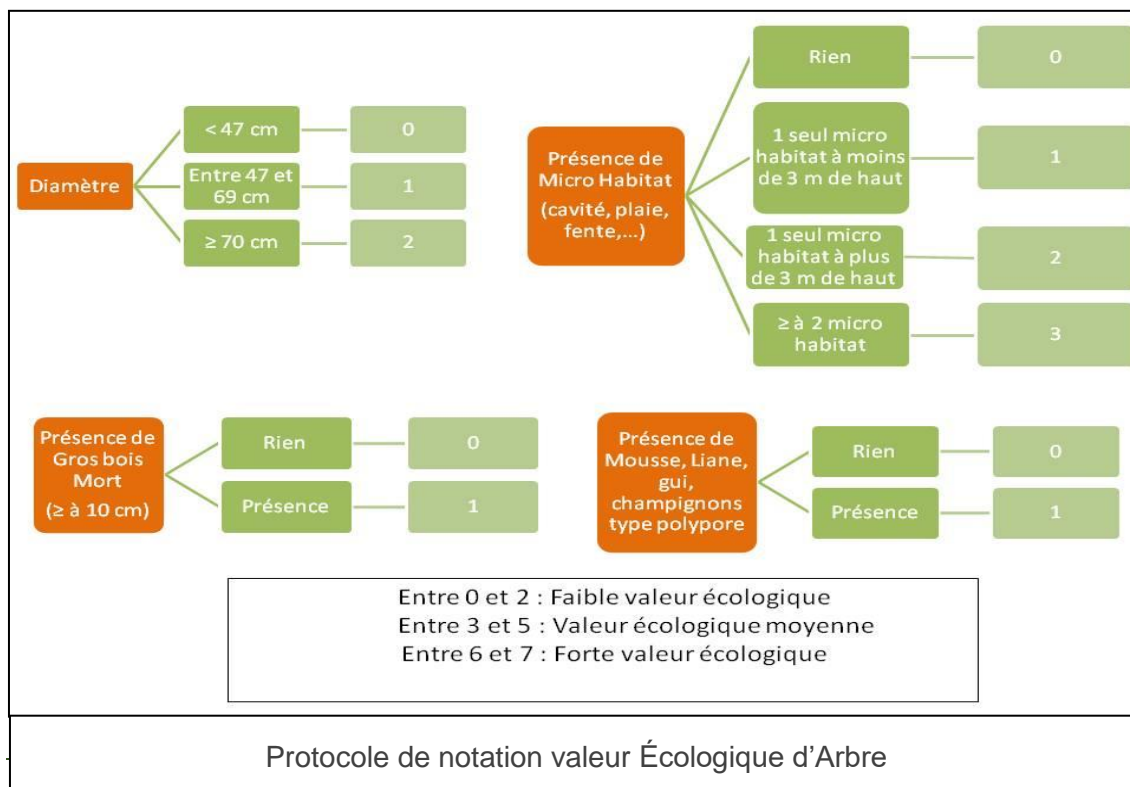 Diamètre
< 47 cm
0
Entre 47 et
69 cm
1
≥ 70 cm
2
Présence de
Micro Habitat
(cavité, plaie,
fente,...)
Rien
0
1 seul micro
habitat à moins
de 3 m de haut
1
1 seul micro
habitat à plus
de 3 m de haut
2
≥ à 2 micro
habitat
3
Présence de
Gros bois
Mort
(≥ à 10 cm)
Rien
0
Présence
1
Présence de
Mousse, Liane,
gui,
champignons
type polypore
Rien
0
Présence
1
Entre 0 et 2 : Faible valeur écologique
Entre 3 et 5 : Valeur écologique moyenne
Entre 6 et 7 : Forte valeur écologique
Protocole de notation valeur Écologique d’Arbre